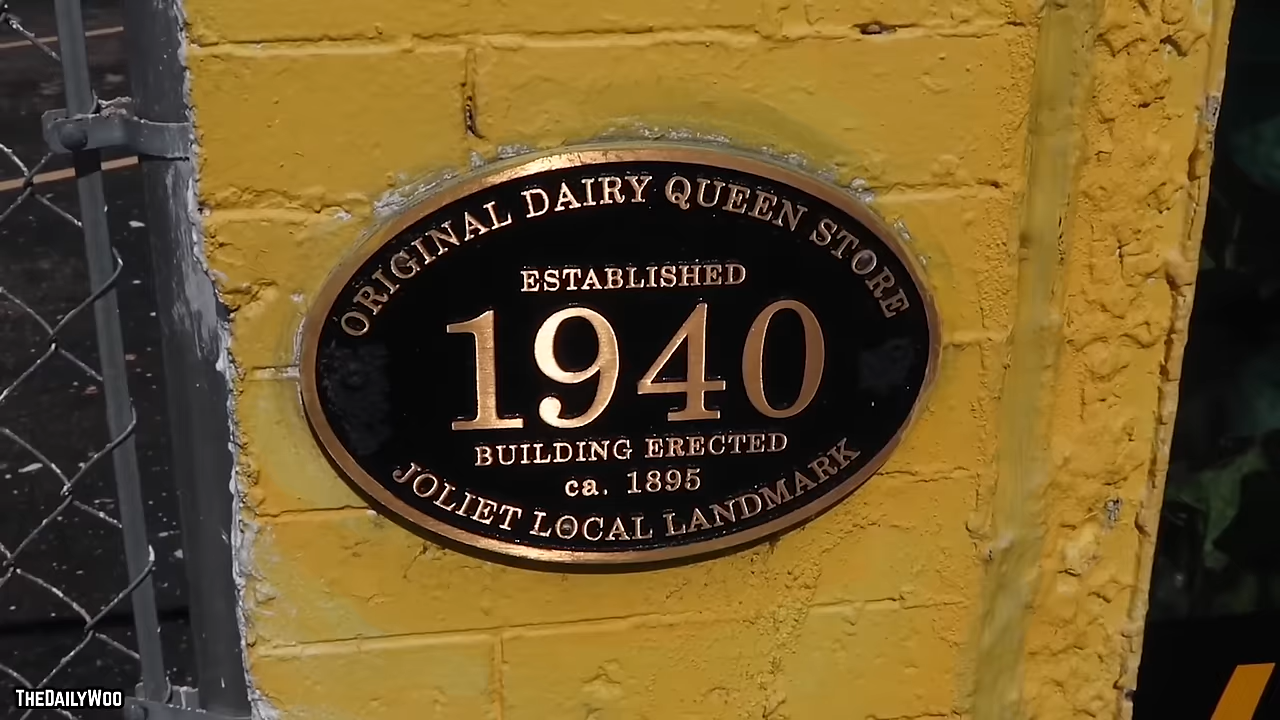 ORIGINAL DAIRY QUEEN STORE
ESTABLISHED
1940
BUILDING ERECTED
ca. 1895
JOLIET LOCAL LANDMARK
THEDAILYWOO